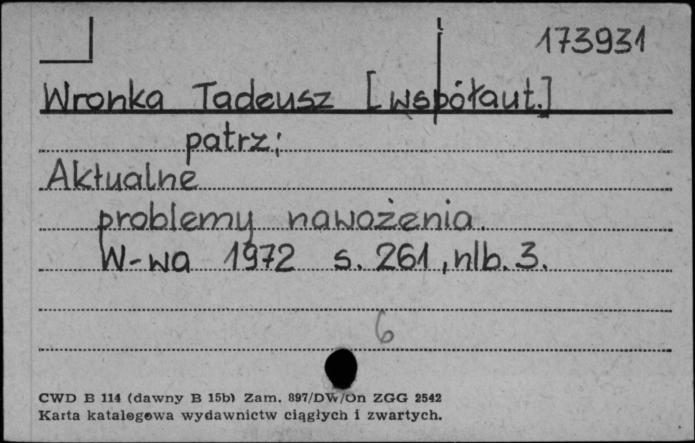 173931
Wronka Tadeusz [współaut.]
patrz:
Aktualne
problemy nawożenia.
W-wa 1972 s. 261, nlb. 3.
6
CWD B 114 (dawny B 15b) Zam. 897/DW/On ZGG 2542
Karta katalogowa wydawnictw ciągłych i zwartych.